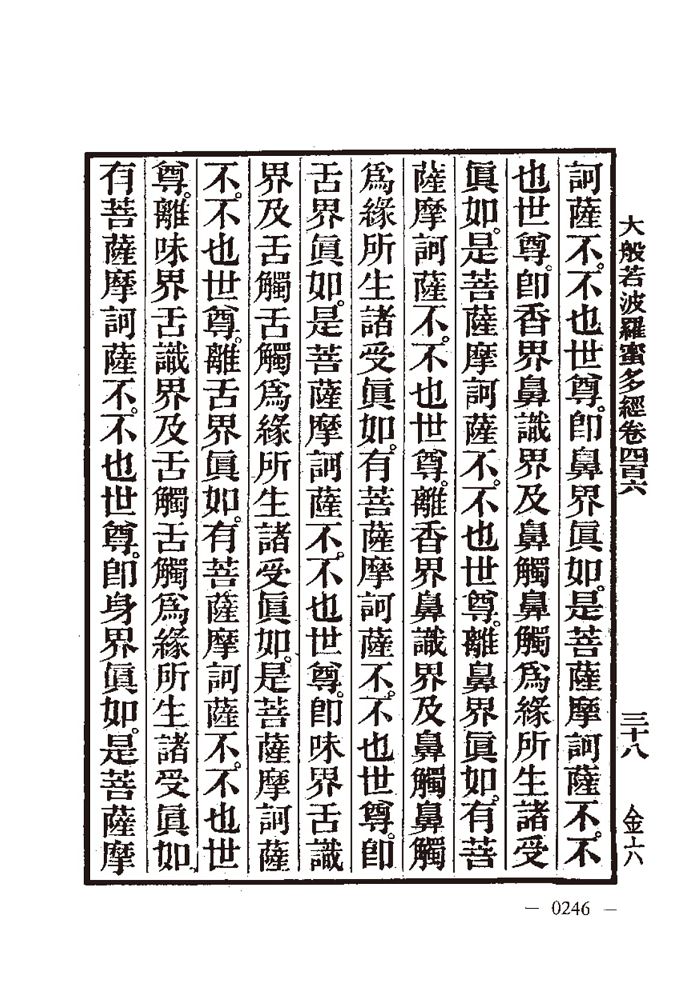 大般若波羅蜜多經卷四百六 三十八 金上六
訶薩不。不也世尊。卽鼻界眞如。是菩薩摩訶薩不。不
也世尊。卽香界鼻識界及鼻觸鼻觸爲緣所生諸受
眞如。是菩薩摩訶薩不。不也世尊。離鼻界眞如。有菩
薩摩訶薩不。不也世尊。離香界鼻識界及鼻觸鼻觸
爲緣所生諸受眞如。有菩薩摩訶薩不。不也世尊。卽
舌界眞如。是菩薩摩訶薩不。不也世尊。卽味界舌識
界及舌觸舌觸爲緣所生諸受眞如。是菩薩摩訶薩
不。不也世尊。離舌界眞如。有菩薩摩訶薩不。不也世
尊。離味界舌識界及舌觸舌觸爲緣所生諸受眞如
有菩薩摩訶薩不。不也世尊。卽身界眞如。是菩薩摩
— 0246 —